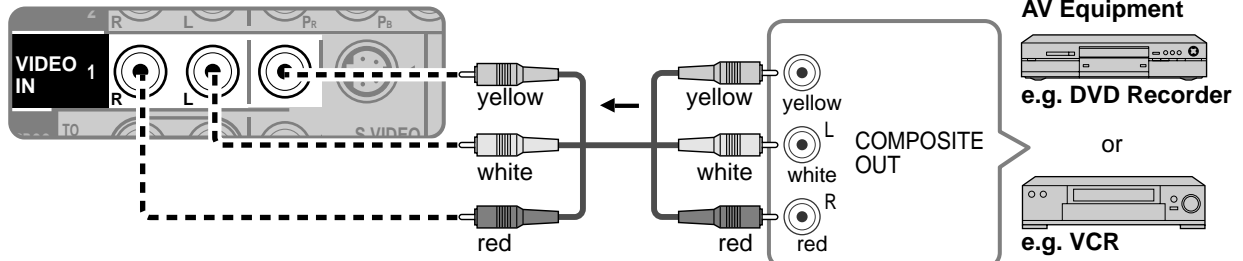 2 R L PR PB
VIDEO IN 1
R L
TO
S VIDEO
yellow
white
red
yellow
white
red
yellow
L
white
R
red
COMPOSITE
OUT
AV Equipment
e.g. DVD Recorder
or
e.g. VCR